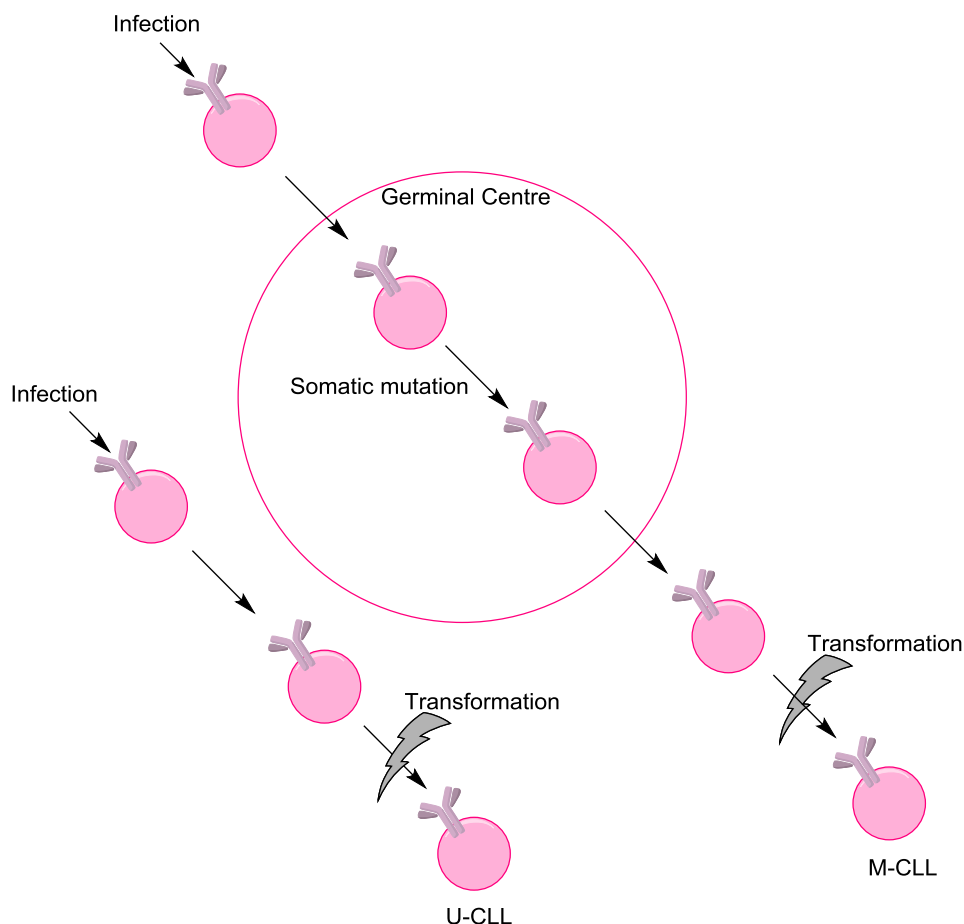 Infection
Germinal Centre
Somatic mutation
Infection
Transformation
Transformation
M-CLL
U-CLL